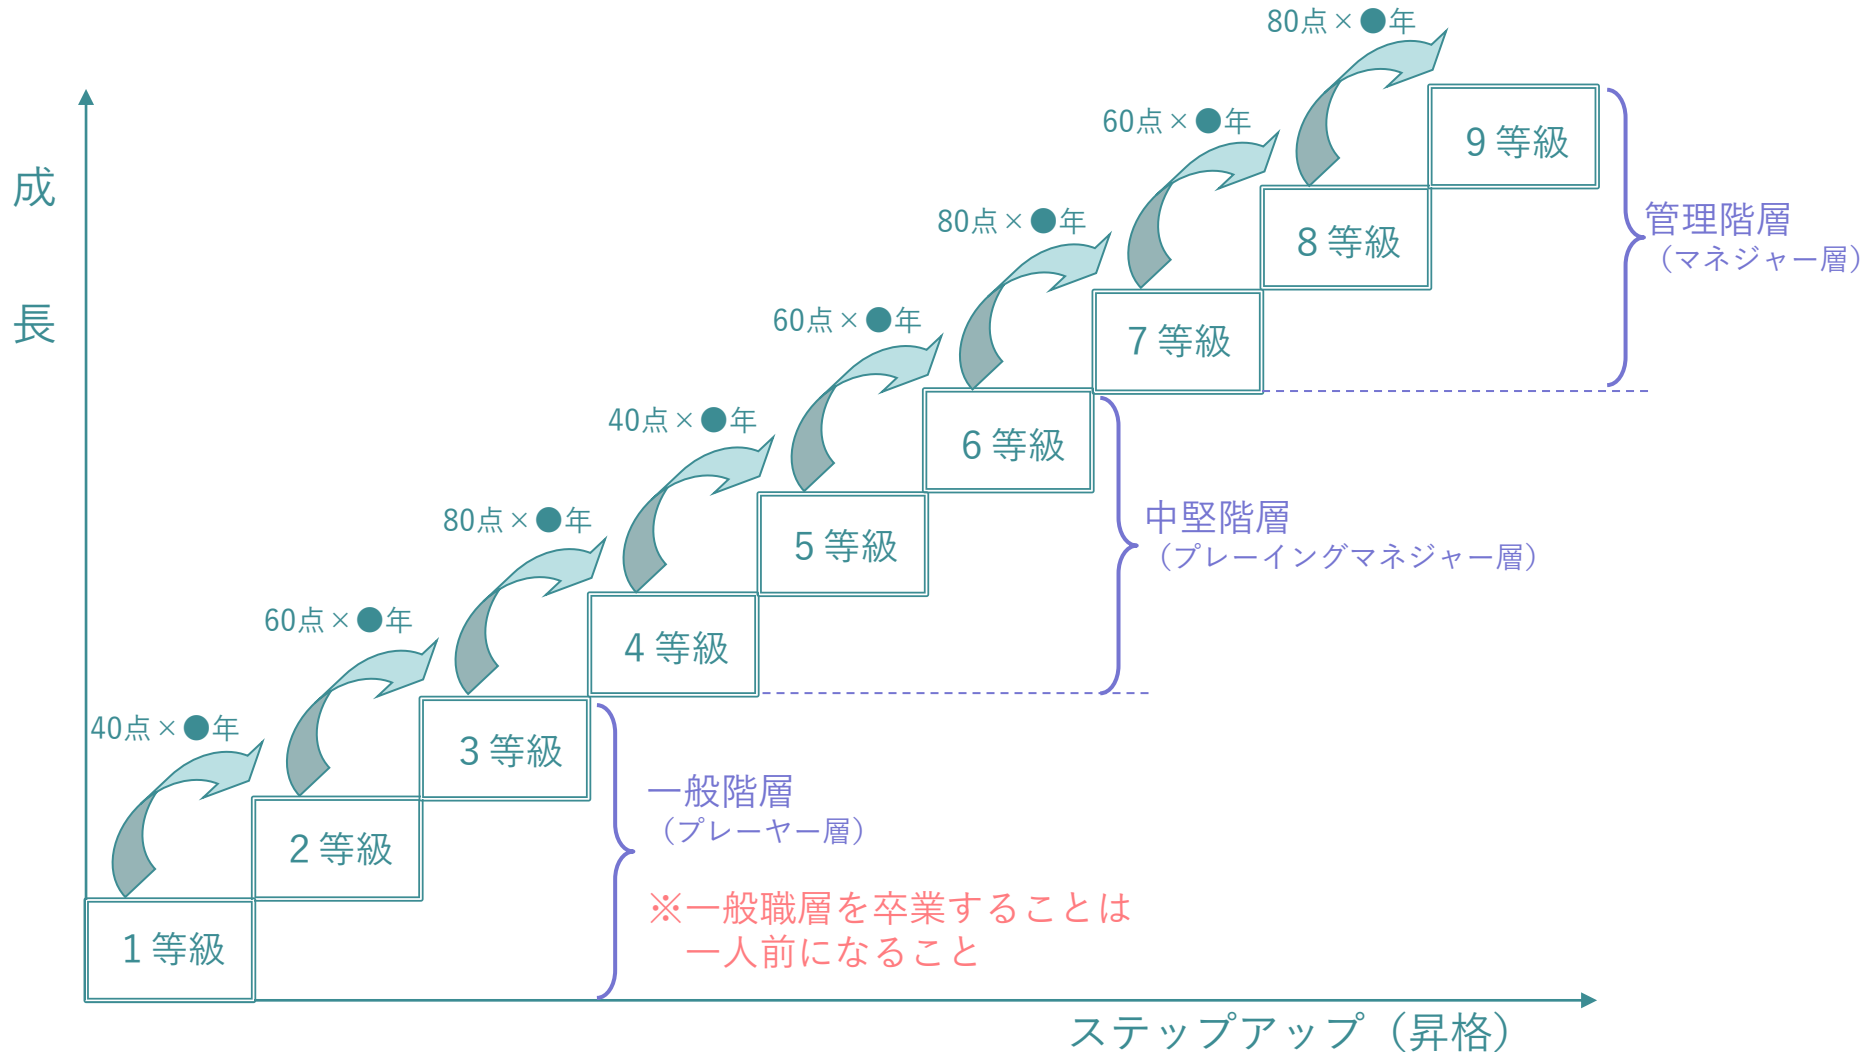 80点×●年
9 等級
60点×●年
8 等級
管理階層
（マネジャー層）
80点×●年
7 等級
60点×●年
6 等級
中堅階層
（プレーイングマネジャー層）
40点×●年
5 等級
80点×●年
4 等級
60点×●年
3 等級
一般階層
（プレーヤー層）
40点×●年
2 等級
※一般職層を卒業することは
一人前になること
1 等級
成長
ステップアップ（昇格）